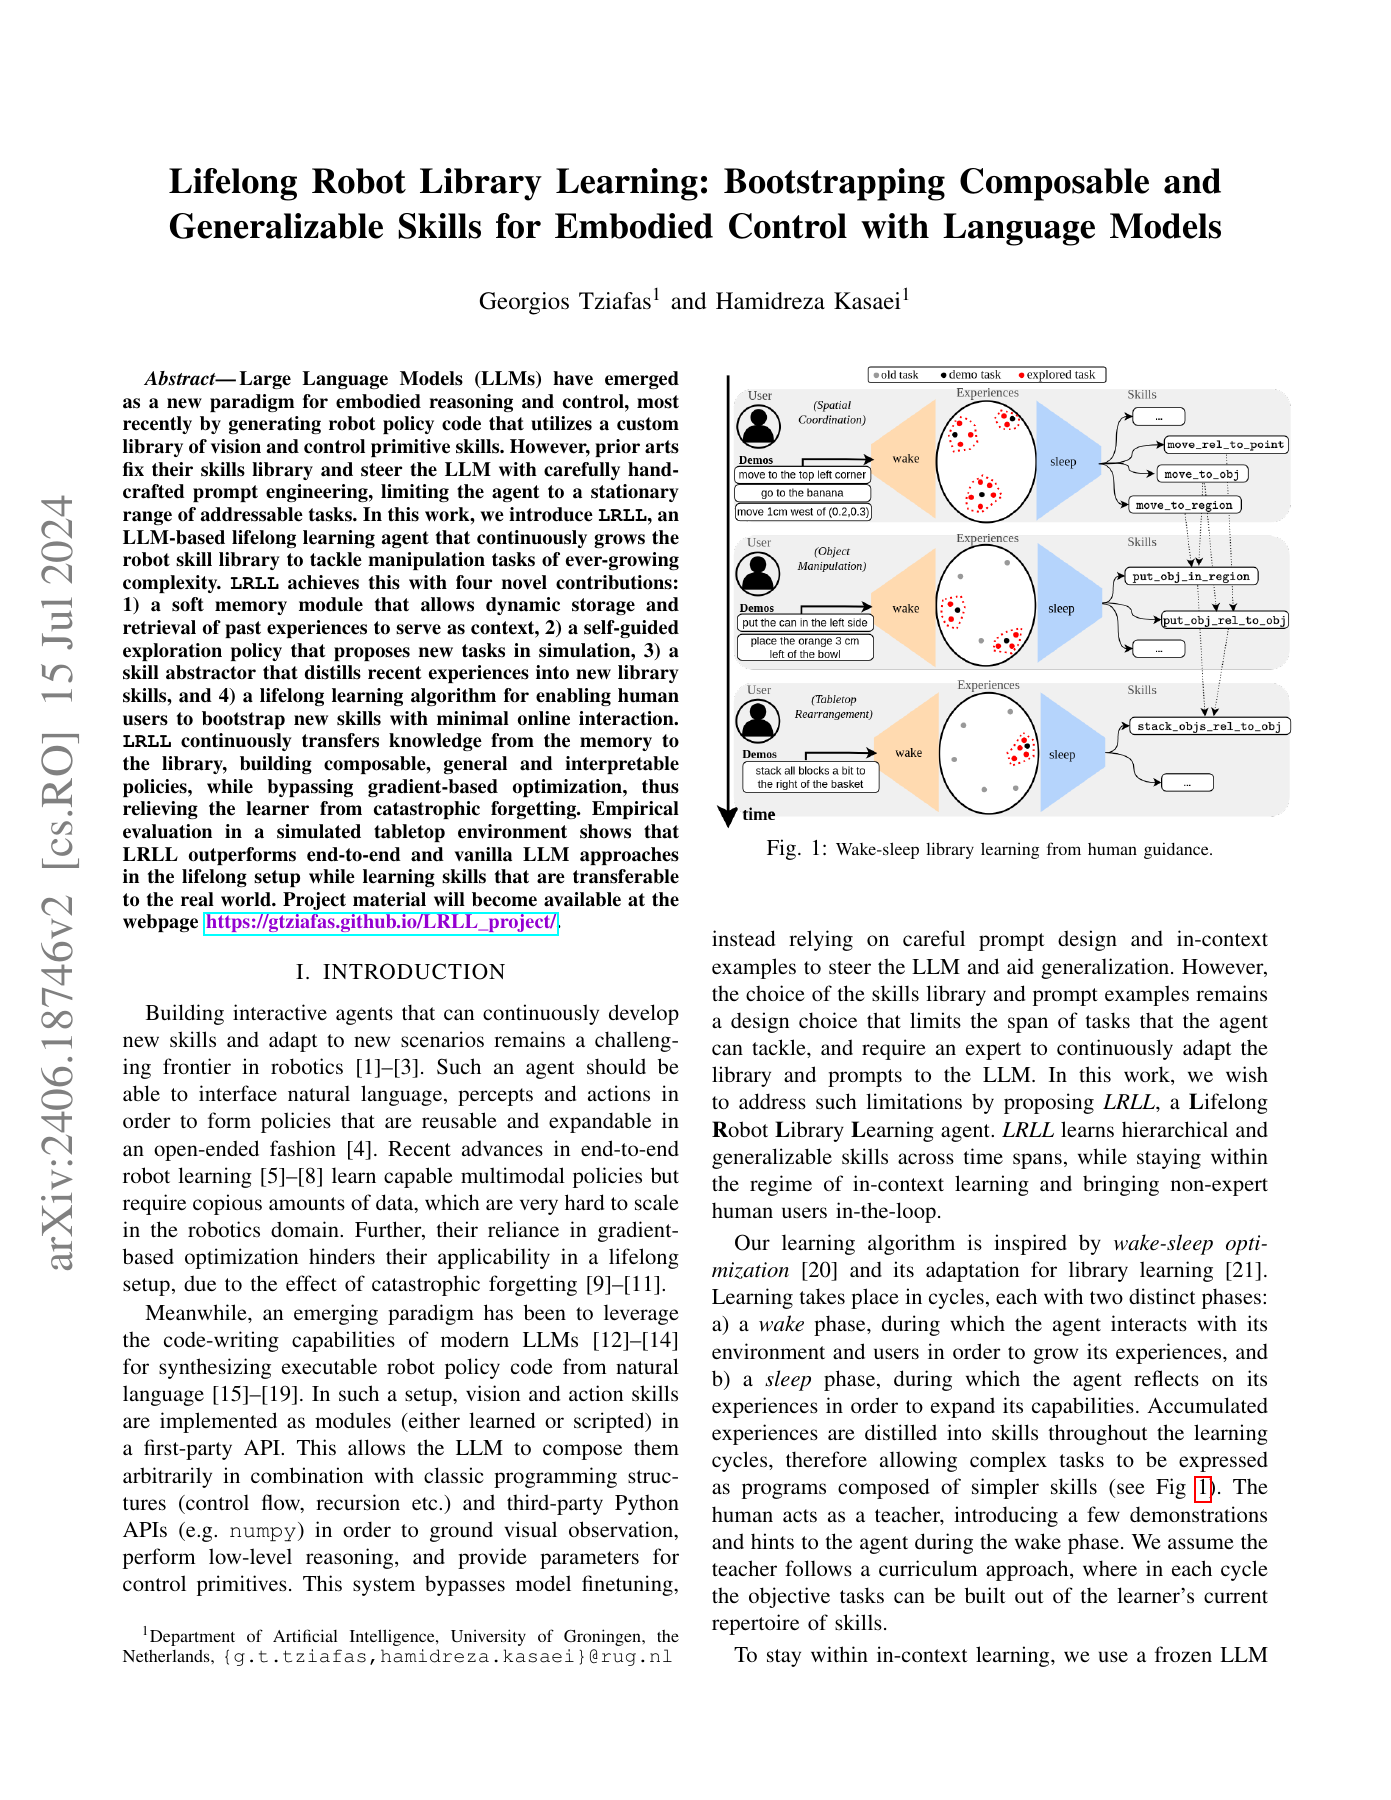 Lifelong Robot Library Learning: Bootstrapping Composable and
Generalizable Skills for Embodied Control with Language Models
Georgios Tziafas1 and Hamidreza Kasaei1
arXiv:2406.18746v2 [cs.RO] 15 Jul 2024
Abstract— Large Language Models (LLMs) have emerged
as a new paradigm for embodied reasoning and control, most
recently by generating robot policy code that utilizes a custom
library of vision and control primitive skills. However, prior arts
fix their skills library and steer the LLM with carefully hand-
crafted prompt engineering, limiting the agent to a stationary
range of addressable tasks. In this work, we introduce LRLL, an
LLM-based lifelong learning agent that continuously grows the
robot skill library to tackle manipulation tasks of ever-growing
complexity. LRLL achieves this with four novel contributions:
1) a soft memory module that allows dynamic storage and
retrieval of past experiences to serve as context, 2) a self-guided
exploration policy that proposes new tasks in simulation, 3) a
skill abstractor that distills recent experiences into new library
skills, and 4) a lifelong learning algorithm for enabling human
users to bootstrap new skills with minimal online interaction.
LRLL continuously transfers knowledge from the memory to
the library, building composable, general and interpretable
policies, while bypassing gradient-based optimization, thus
relieving the learner from catastrophic forgetting. Empirical
evaluation in a simulated tabletop environment shows that
LRLL outperforms end-to-end and vanilla LLM approaches
in the lifelong setup while learning skills that are transferable
to the real world. Project material will become available at the
webpage https://gtziafas.github.io/LRLL_project/.
I. INTRODUCTION
Building interactive agents that can continuously develop
new skills and adapt to new scenarios remains a challeng-
ing frontier in robotics [1]–[3]. Such an agent should be
able to interface natural language, percepts and actions in
order to form policies that are reusable and expandable in
an open-ended fashion [4]. Recent advances in end-to-end
robot learning [5]–[8] learn capable multimodal policies but
require copious amounts of data, which are very hard to scale
in the robotics domain. Further, their reliance in gradient-
based optimization hinders their applicability in a lifelong
setup, due to the effect of catastrophic forgetting [9]–[11].
Meanwhile, an emerging paradigm has been to leverage
the code-writing capabilities of modern LLMs [12]–[14]
for synthesizing executable robot policy code from natural
language [15]–[19]. In such a setup, vision and action skills
are implemented as modules (either learned or scripted) in
a first-party API. This allows the LLM to compose them
arbitrarily in combination with classic programming struc-
tures (control flow, recursion etc.) and third-party Python
APIs (e.g. numpy) in order to ground visual observation,
perform low-level reasoning, and provide parameters for
control primitives. This system bypasses model finetuning,
1Department of Artificial Intelligence, University of Groningen, the
Netherlands, {g.t.tziafas,hamidreza.kasaei}@rug.nl
old task demo task explored task
User
(Spatial
Coordination)
Experiences
Skills
Demos
move to the top left corner
go to the banana
move 1cm west of (0.2,0.3)
wake
sleep
...
move_rel_to_point
move_to_obj
move_to_region
User
(Object
Manipulation)
Experiences
Skills
Demos
put the can in the left side
place the orange 3 cm
left of the bowl
wake
sleep
put_obj_in_region
put_obj_rel_to_obj
...
User
(Tabletop
Rearrangement)
Experiences
Skills
Demos
stack all blocks a bit to
the right of the basket
wake
sleep
stack_objs_rel_to_obj
...
time
Fig. 1: Wake-sleep library learning from human guidance.
instead relying on careful prompt design and in-context
examples to steer the LLM and aid generalization. However,
the choice of the skills library and prompt examples remains
a design choice that limits the span of tasks that the agent
can tackle, and require an expert to continuously adapt the
library and prompts to the LLM. In this work, we wish
to address such limitations by proposing LRLL, a Lifelong
Robot Library Learning agent. LRLL learns hierarchical and
generalizable skills across time spans, while staying within
the regime of in-context learning and bringing non-expert
human users in-the-loop.
Our learning algorithm is inspired by wake-sleep opti-
mization [20] and its adaptation for library learning [21].
Learning takes place in cycles, each with two distinct phases:
a) a wake phase, during which the agent interacts with its
environment and users in order to grow its experiences, and
b) a sleep phase, during which the agent reflects on its
experiences in order to expand its capabilities. Accumulated
experiences are distilled into skills throughout the learning
cycles, therefore allowing complex tasks to be expressed
as programs composed of simpler skills (see Fig 1). The
human acts as a teacher, introducing a few demonstrations
and hints to the agent during the wake phase. We assume the
teacher follows a curriculum approach, where in each cycle
the objective tasks can be built out of the learner's current
repertoire of skills.
To stay within in-context learning, we use a frozen LLM